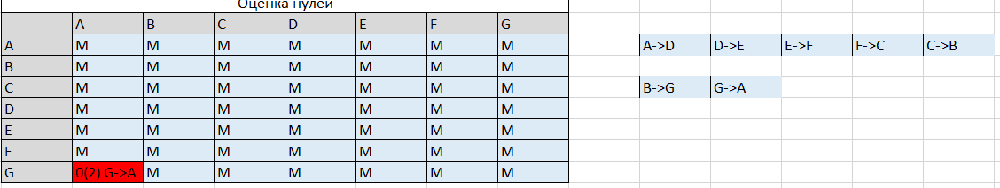 Оценка нулей
A B C D E F G
A M M M M M M M A->D D->E E->F F->C C->B
B M M M M M M M
C M M M M M M M B->G G->A
D M M M M M M M
E M M M M M M M
F M M M M M M M
G 0(2) G->A M M M M M M